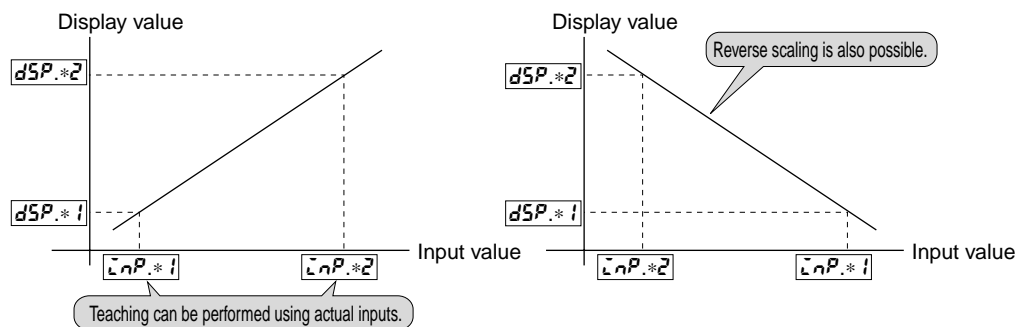 Display value
dSP.*2
dSP.*1
Input value
inP.*1
inP.*2
Teaching can be performed using actual inputs.
Display value
Reverse scaling is also possible.
dSP.*2
dSP.*1
Input value
inP.*2
inP.*1